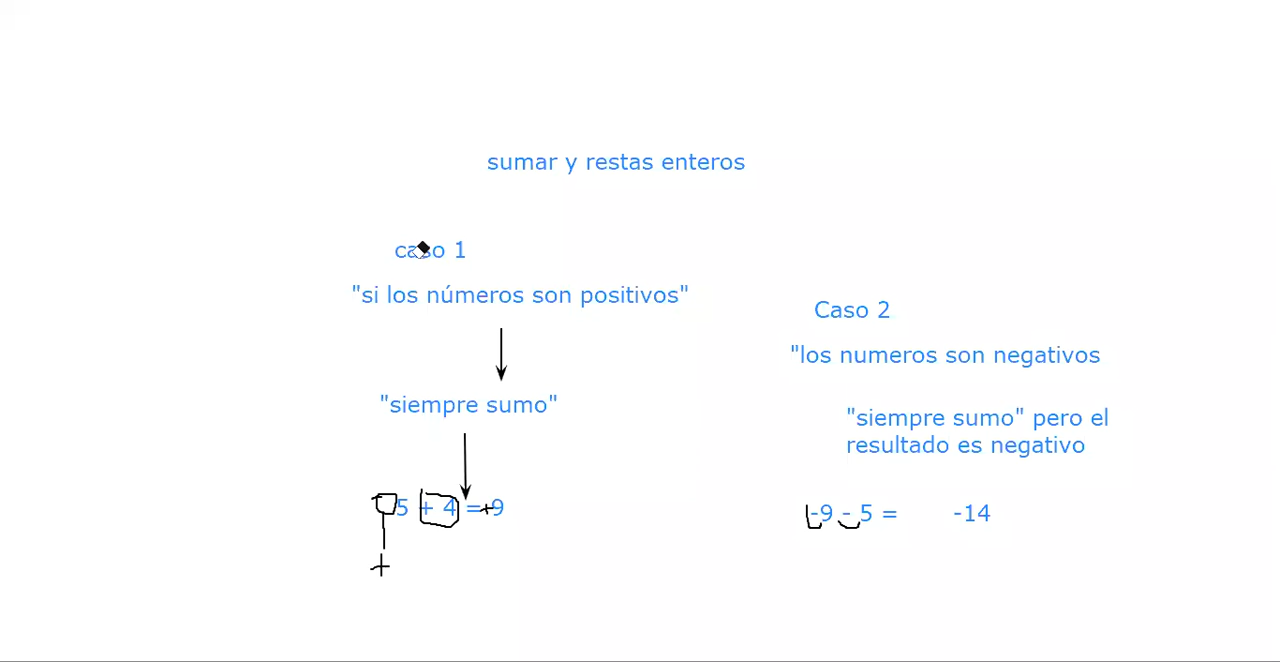 sumar y restas enteros
caso 1
"si los números son positivos"
"siempre sumo"
5 + 4 = +9
+
Caso 2
"los numeros son negativos
"siempre sumo" pero el
resultado es negativo
-9 - 5 = -14